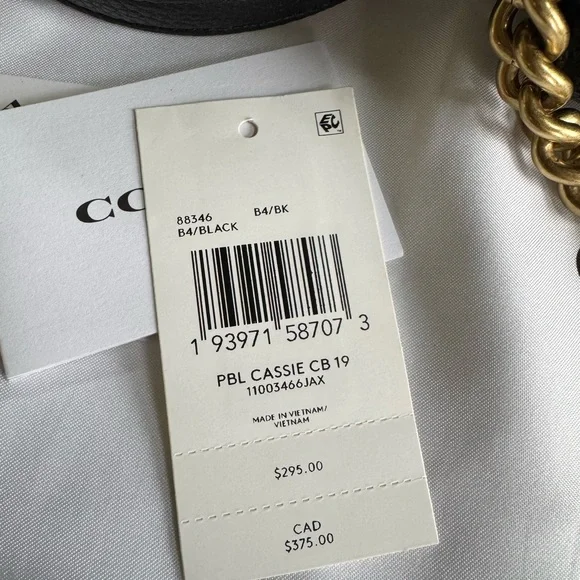 CO
EPC
88346 B4/BK
B4/BLACK
1 93971 58707 3
PBL CASSIE CB 19
11003466JAX
MADE IN VIETNAM/
VIETNAM
$295.00
CAD
$375.00